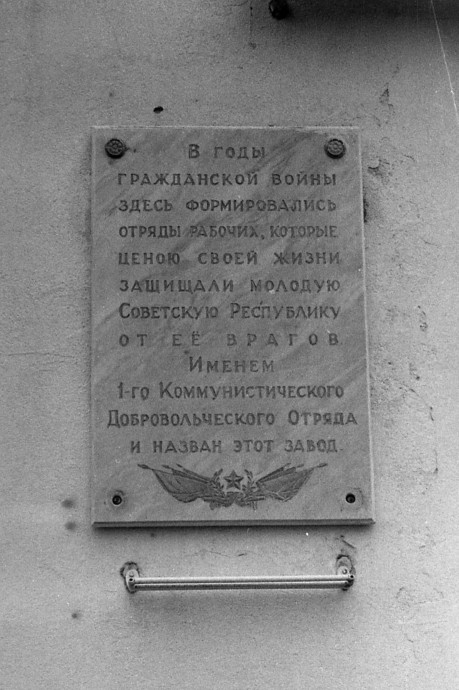 В годы
гражданской войны
здесь формировались
отряды рабочих, которые
ценою своей жизни
защищали молодую
Советскую Республику
от её врагов.
Именем
1-го Коммунистического
Добровольческого Отряда
и назван этот завод.